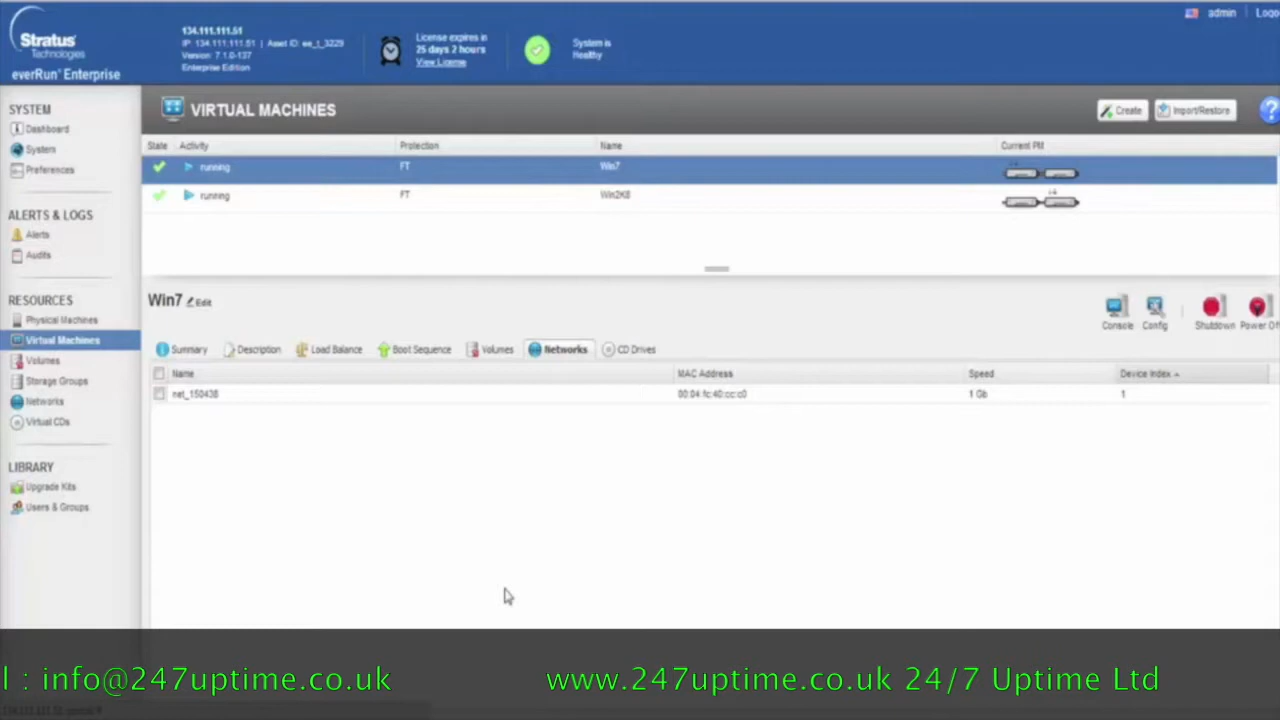 Stratus
Technologies
everRun® Enterprise
134.111.111.51
IP: 134.111.111.51 | Asset ID: ee_t_3229
Version: 7.1.0-137
Enterprise Edition
License expires in
25 days 2 hours
View License
System is
Healthy
admin
Logo
SYSTEM
Dashboard
System
Preferences
ALERTS & LOGS
Alerts
Audits
RESOURCES
Physical Machines
Virtual Machines
Volumes
Storage Groups
Networks
Virtual CDs
LIBRARY
Upgrade Kits
Users & Groups
VIRTUAL MACHINES
Create
Import/Restore
?
State Activity Protection Name Current PM
running FT Win7
running FT Win2K8
Win7 Edit
Console Config Shutdown Power Off
Summary Description Load Balance Boot Sequence Volumes Networks CD Drives
Name MAC Address Speed Device Index
net_150438 00:04:fc:40:cc:c0 1 Gb 1
l : info@247uptime.co.uk www.247uptime.co.uk 24/7 Uptime Ltd